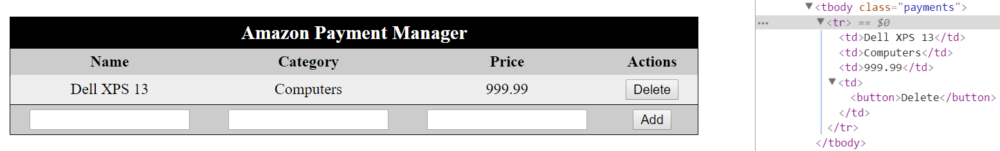 Amazon Payment Manager
Name Category Price Actions
Dell XPS 13 Computers 999.99 Delete
Add
<tbody class="payments">
... <tr> == $0
<td>Dell XPS 13</td>
<td>Computers</td>
<td>999.99</td>
<td>
<button>Delete</button>
</td>
</tr>
</tbody>